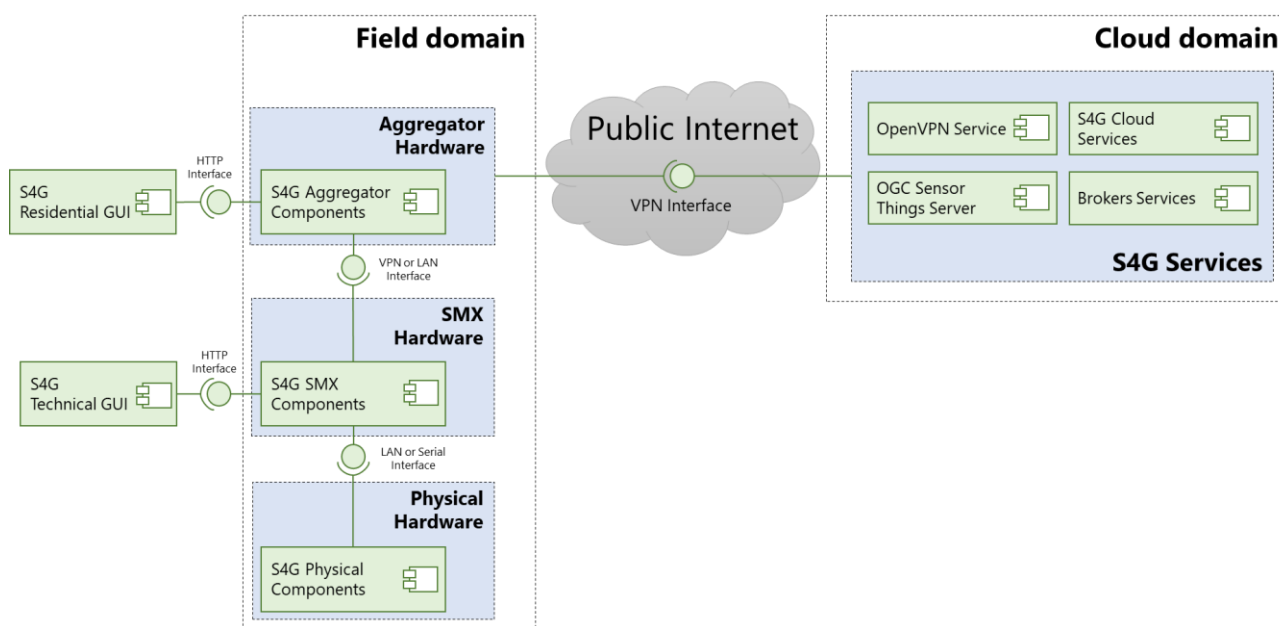 Field domain
Cloud domain
Aggregator
Hardware
HTTP
Interface
S4G
Residential GUI
S4G Aggregator
Components
Public Internet
VPN Interface
OpenVPN Service
S4G Cloud
Services
OGC Sensor
Things Server
Brokers Services
S4G Services
VPN or LAN
Interface
SMX
Hardware
HTTP
Interface
S4G
Technical GUI
S4G SMX
Components
LAN or Serial
Interface
Physical
Hardware
S4G Physical
Components